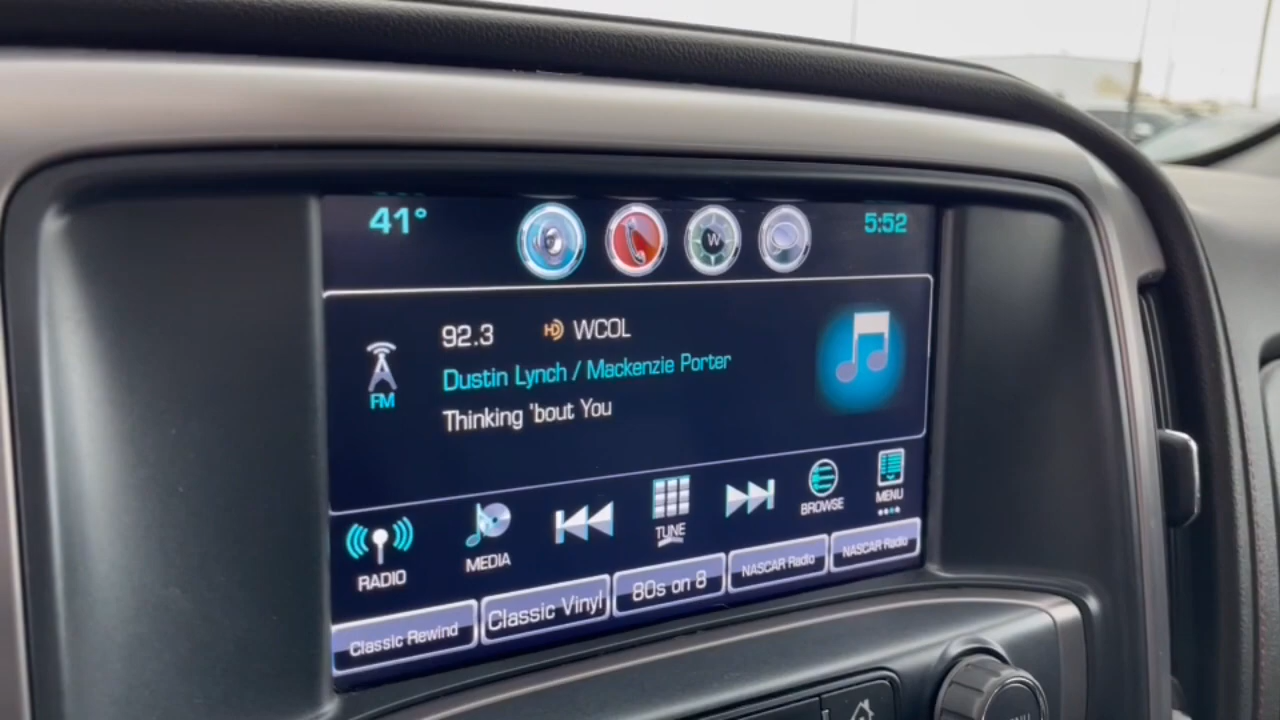 41°
W
5:52
92.3 HD WCOL
FM
Dustin Lynch / Mackenzie Porter
Thinking 'bout You
RADIO
MEDIA
TUNE
BROWSE
MENU
Classic Rewind
Classic Vinyl
80s on 8
NASCAR Radio
NASCAR Radio